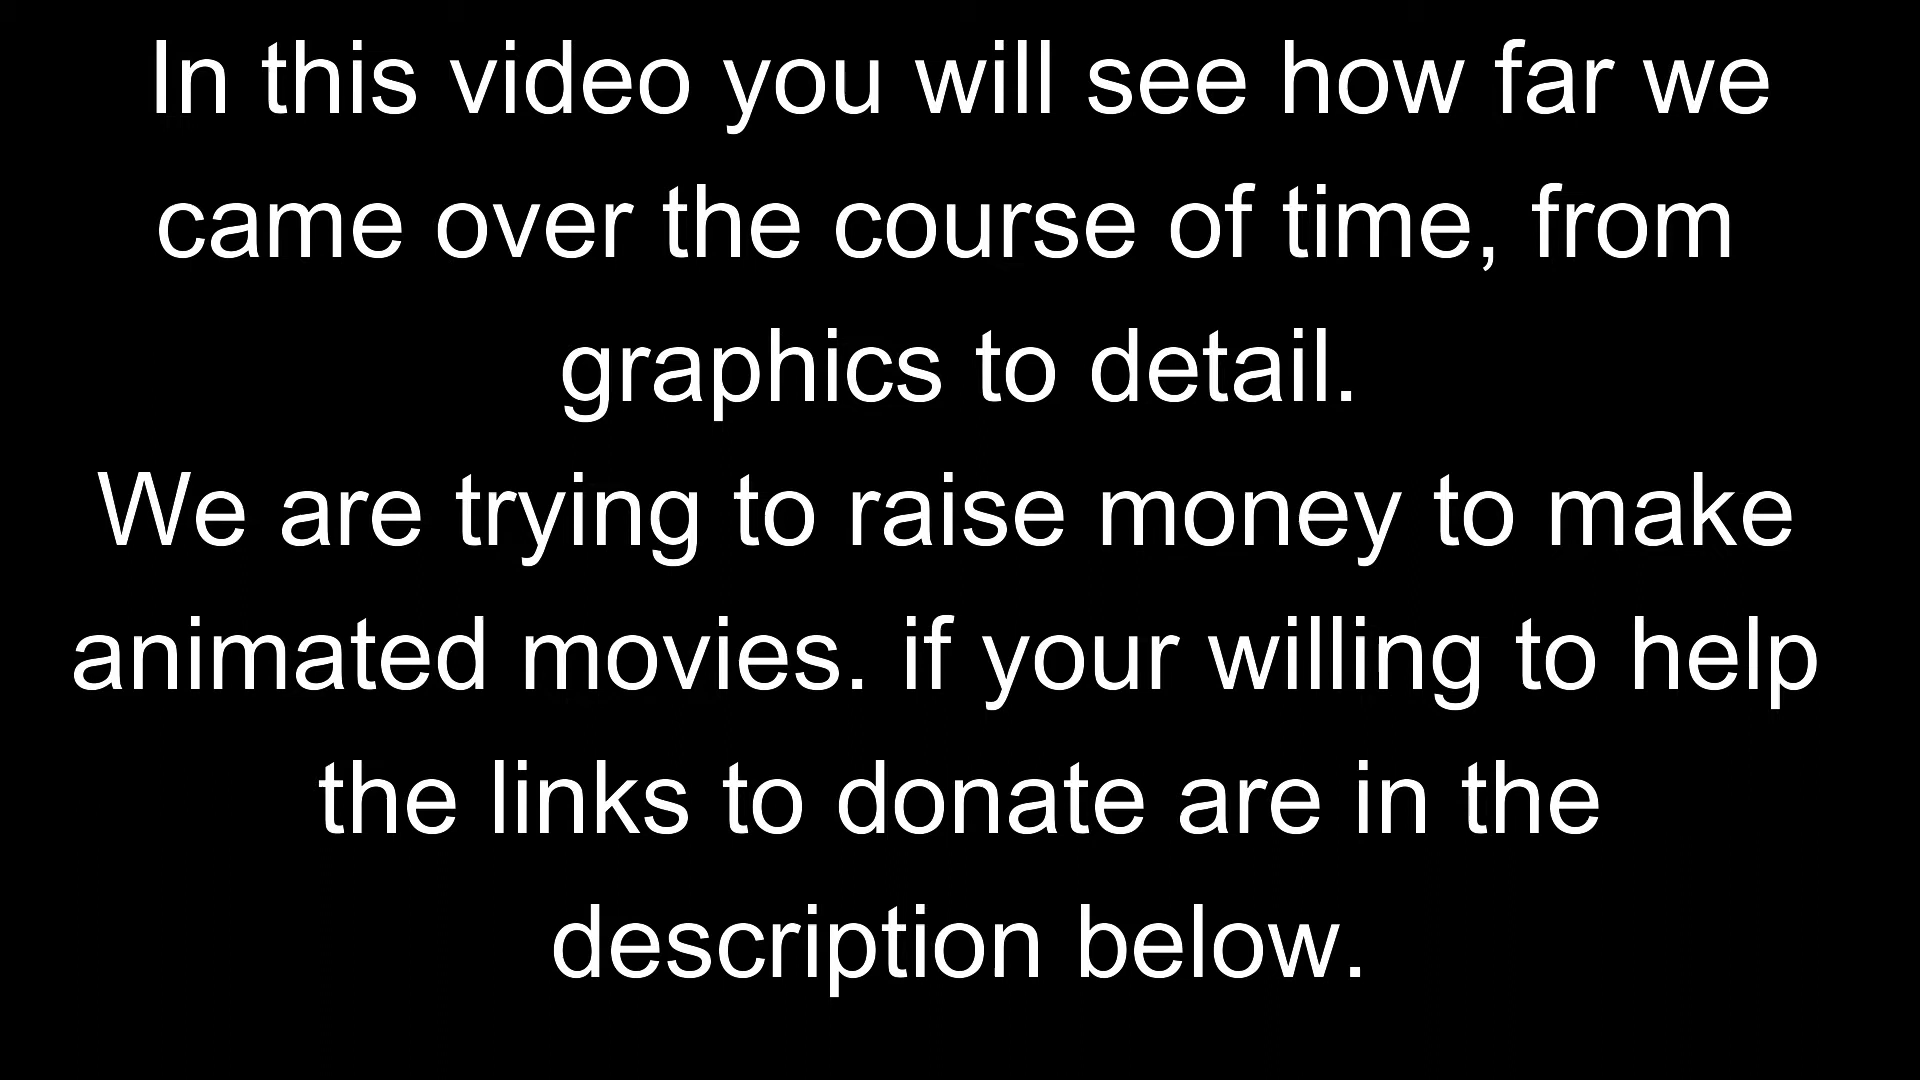 In this video you will see how far we
came over the course of time, from
graphics to detail.
We are trying to raise money to make
animated movies. if your willing to help
the links to donate are in the
description below.